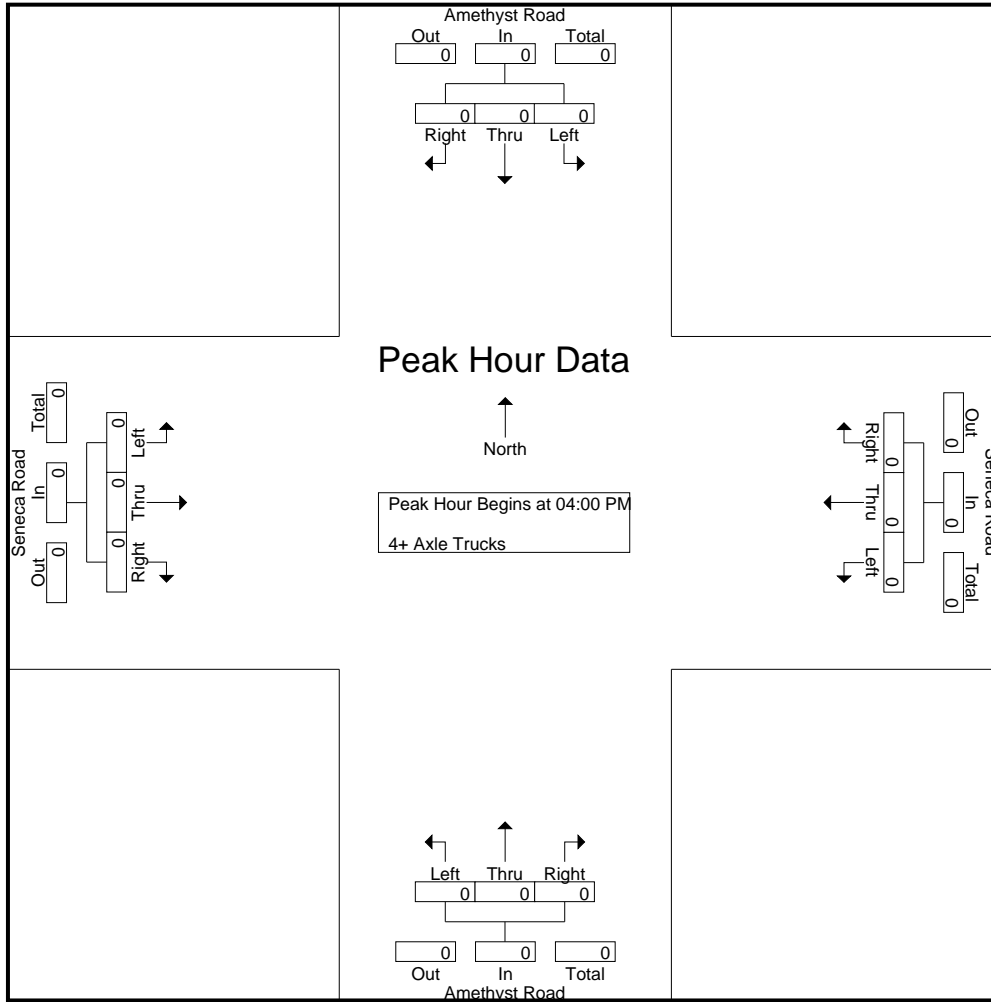 Amethyst Road
Out In Total
0 0 0
0 0 0
Right Thru Left
Peak Hour Data
North
Peak Hour Begins at 04:00 PM
4+ Axle Trucks
Seneca Road
Out In Total
0 0 0
0 0 0
Right Thru Left
Seneca Road
Out In Total
0 0 0
0 0 0
Right Thru Left
Left Thru Right
0 0 0
0 0 0
Out In Total
Amethyst Road